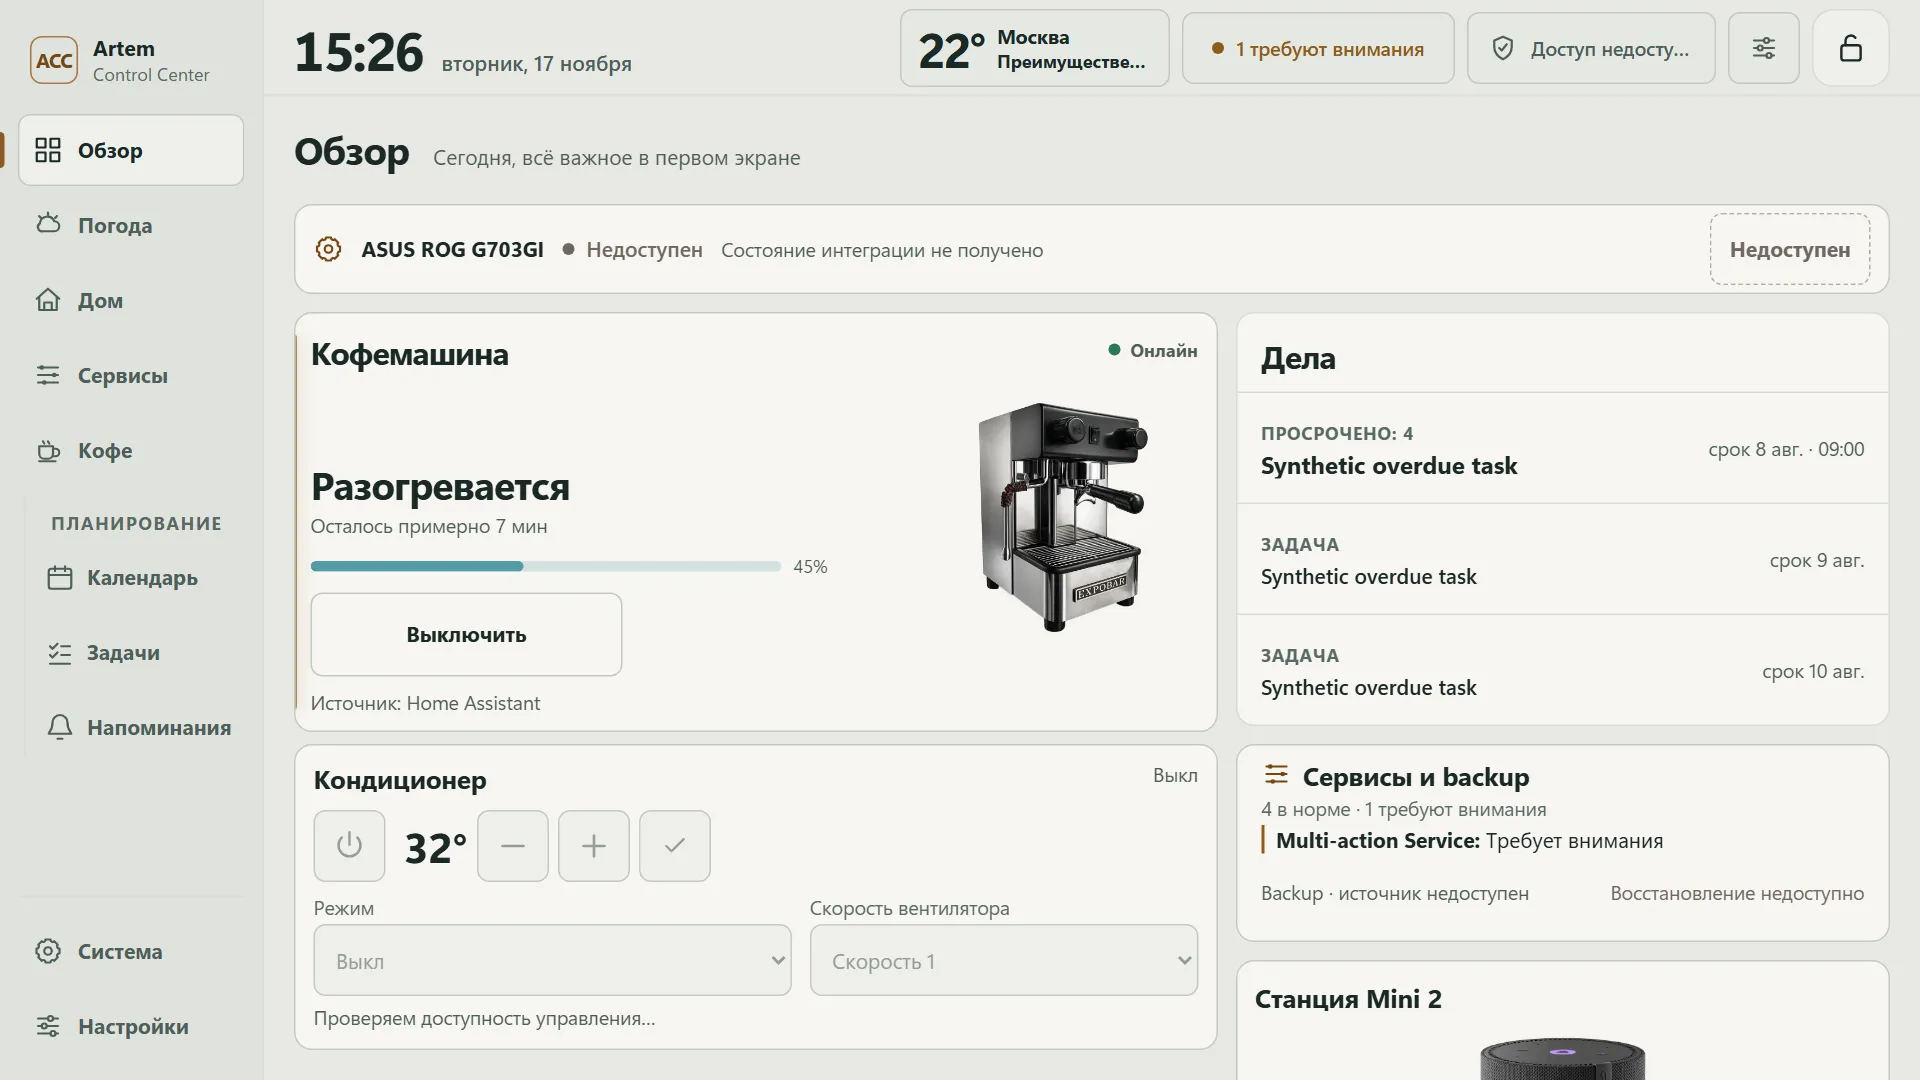 ACC
Artem
Control Center
Обзор
Погода
Дом
Сервисы
Кофе
ПЛАНИРОВАНИЕ
Календарь
Задачи
Напоминания
Система
Настройки
15:26 вторник, 17 ноября
22° Москва
Преимуществе...
1 требуют внимания
Доступ недосту...
Обзор Сегодня, всё важное в первом экране
ASUS ROG G703GI Недоступен Состояние интеграции не получено
Недоступен
Кофемашина
Онлайн
Разогревается
Осталось примерно 7 мин
45%
Выключить
Источник: Home Assistant
EXPOBAR
Дела
ПРОСРОЧЕНО: 4
Synthetic overdue task
срок 8 авг. · 09:00
ЗАДАЧА
Synthetic overdue task
срок 9 авг.
ЗАДАЧА
Synthetic overdue task
срок 10 авг.
Кондиционер
Выкл
32°
Режим
Выкл
Скорость вентилятора
Скорость 1
Проверяем доступность управления...
Сервисы и backup
4 в норме · 1 требуют внимания
Multi-action Service: Требует внимания
Backup · источник недоступен
Восстановление недоступно
Станция Mini 2